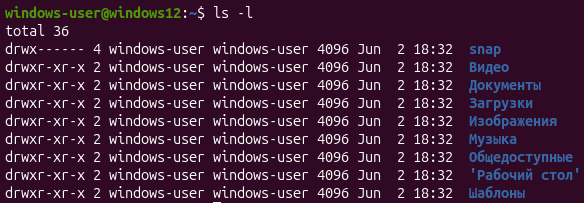 windows-user@windows12:~$ ls -l
total 36
drwx------ 4 windows-user windows-user 4096 Jun  2 18:32  snap
drwxr-xr-x 2 windows-user windows-user 4096 Jun  2 18:32  Видео
drwxr-xr-x 2 windows-user windows-user 4096 Jun  2 18:32  Документы
drwxr-xr-x 2 windows-user windows-user 4096 Jun  2 18:32  Загрузки
drwxr-xr-x 2 windows-user windows-user 4096 Jun  2 18:32  Изображения
drwxr-xr-x 2 windows-user windows-user 4096 Jun  2 18:32  Музыка
drwxr-xr-x 2 windows-user windows-user 4096 Jun  2 18:32  Общедоступные
drwxr-xr-x 2 windows-user windows-user 4096 Jun  2 18:32 'Рабочий стол'
drwxr-xr-x 2 windows-user windows-user 4096 Jun  2 18:32  Шаблоны